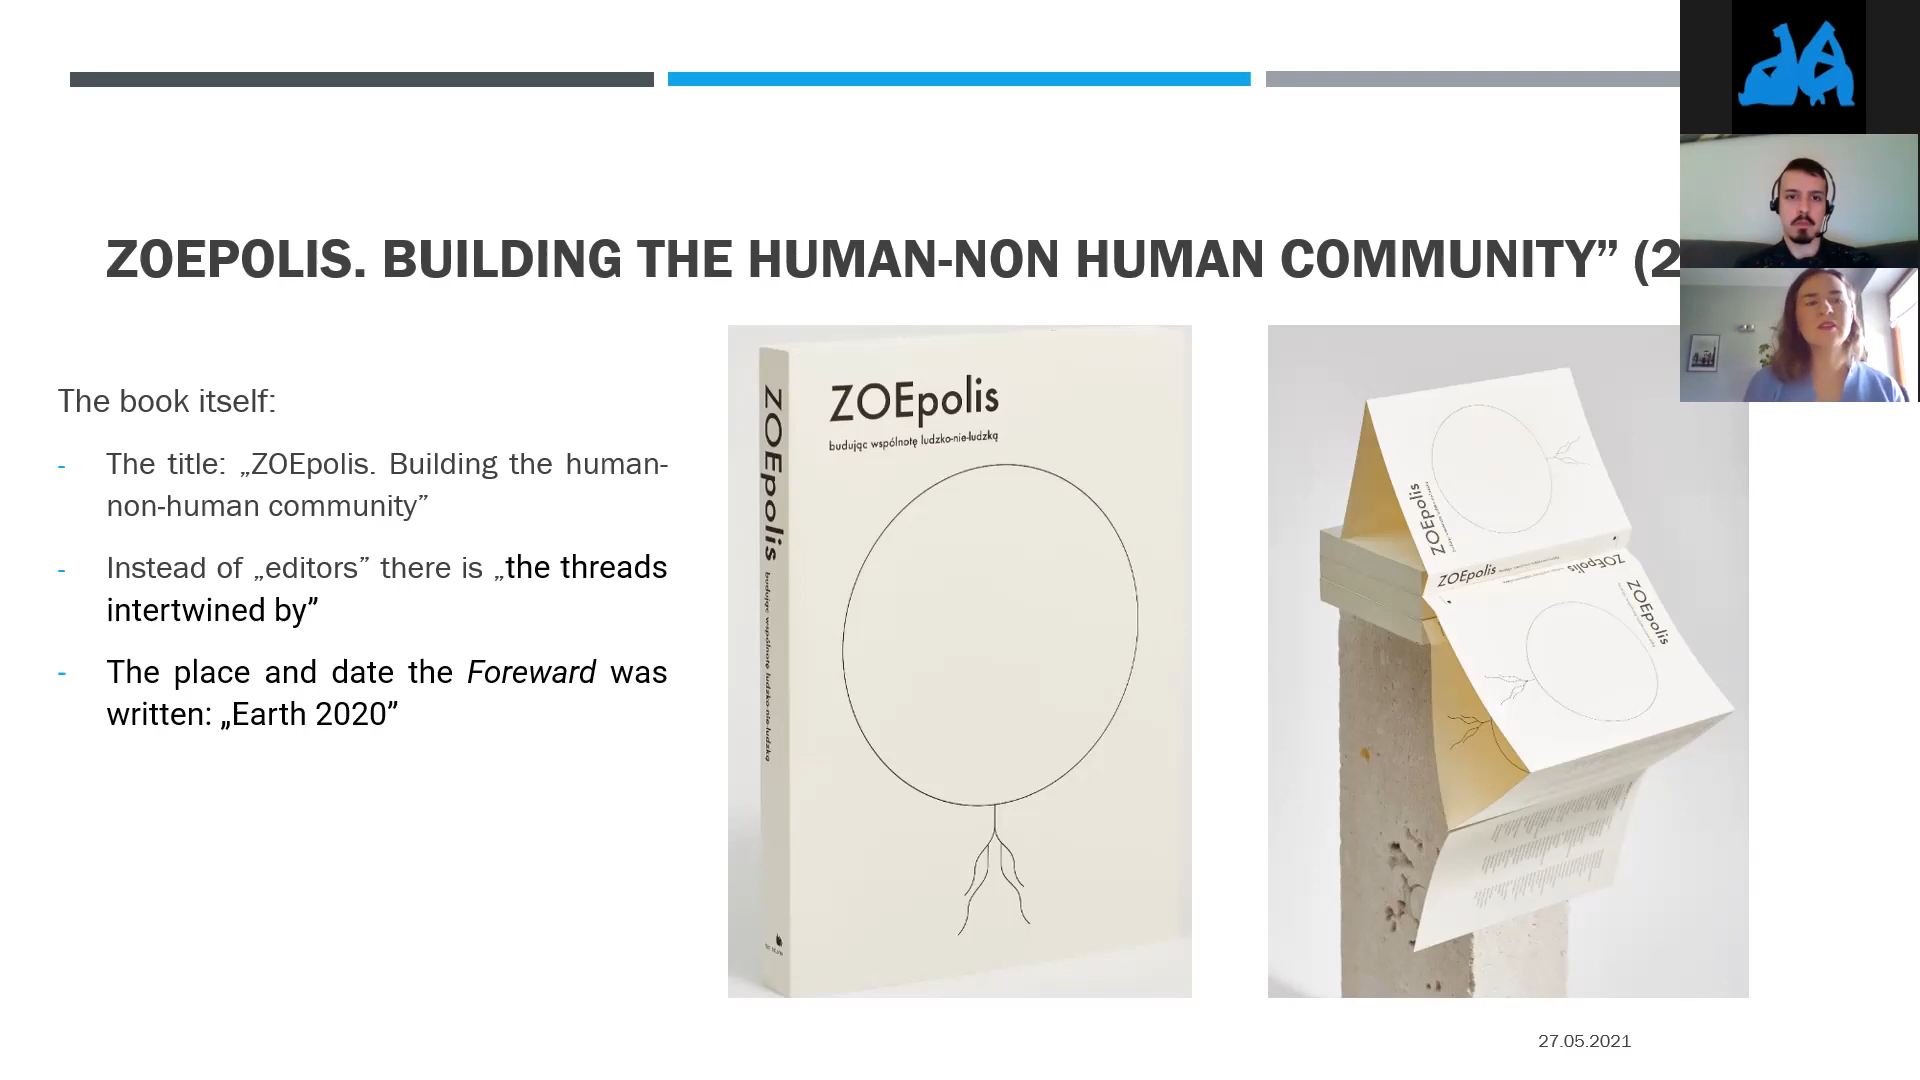 ZOEPOLIS. BUILDING THE HUMAN-NON HUMAN COMMUNITY” (2
The book itself:
- The title: „ZOEpolis. Building the human-
non-human community”
- Instead of „editors” there is „the threads
intertwined by”
- The place and date the Foreward was
written: „Earth 2020”
ZOEpolis
budując wspólnotę ludzko-nie-ludzką
ZOEpolis budując wspólnotę ludzko-nie-ludzką
ZOEpolis
ZOEpolis
ZOEpolis
ZOEpolis
27.05.2021